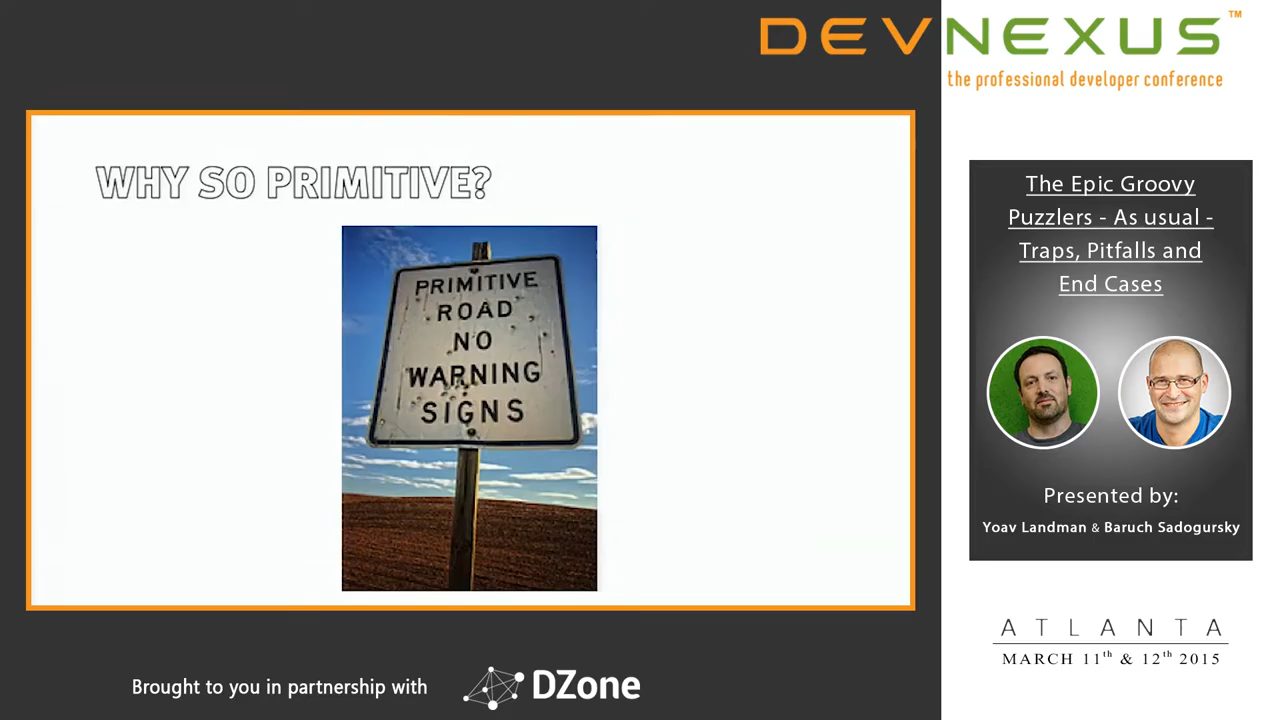 DEVNEXUS™
the professional developer conference
WHY SO PRIMITIVE?
PRIMITIVE
ROAD
NO
WARNING
SIGNS
The Epic Groovy
Puzzlers - As usual -
Traps, Pitfalls and
End Cases
Presented by:
Yoav Landman & Baruch Sadogursky
ATLANTA
MARCH 11th & 12th 2015
Brought to you in partnership with
DZone